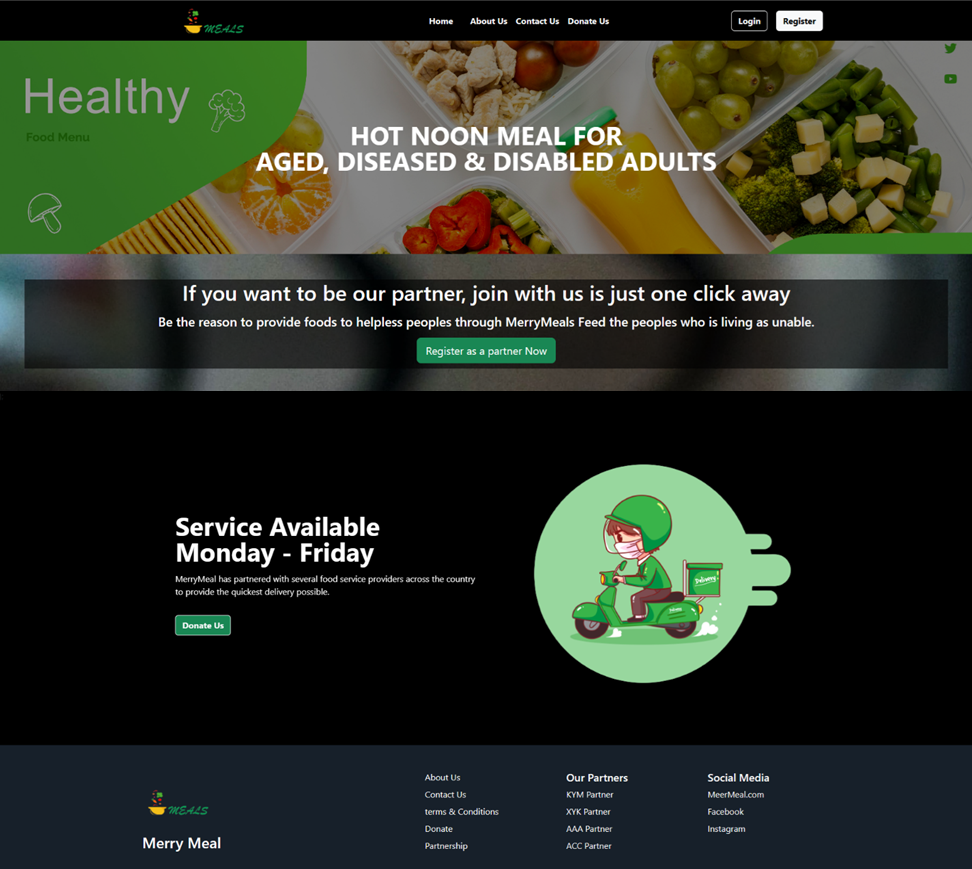 MEALS
Home About Us Contact Us Donate Us
Login Register
Healthy
Food Menu
HOT NOON MEAL FOR
AGED, DISEASED & DISABLED ADULTS
If you want to be our partner, join with us is just one click away
Be the reason to provide foods to helpless peoples through MerryMeals Feed the peoples who is living as unable.
Register as a partner Now
Service Available
Monday - Friday
MerryMeal has partnered with several food service providers across the country
to provide the quickest delivery possible.
Donate Us
Delivery
MEALS
Merry Meal
About Us
Contact Us
terms & Conditions
Donate
Partnership
Our Partners
KYM Partner
XYK Partner
AAA Partner
ACC Partner
Social Media
MeerMeal.com
Facebook
Instagram